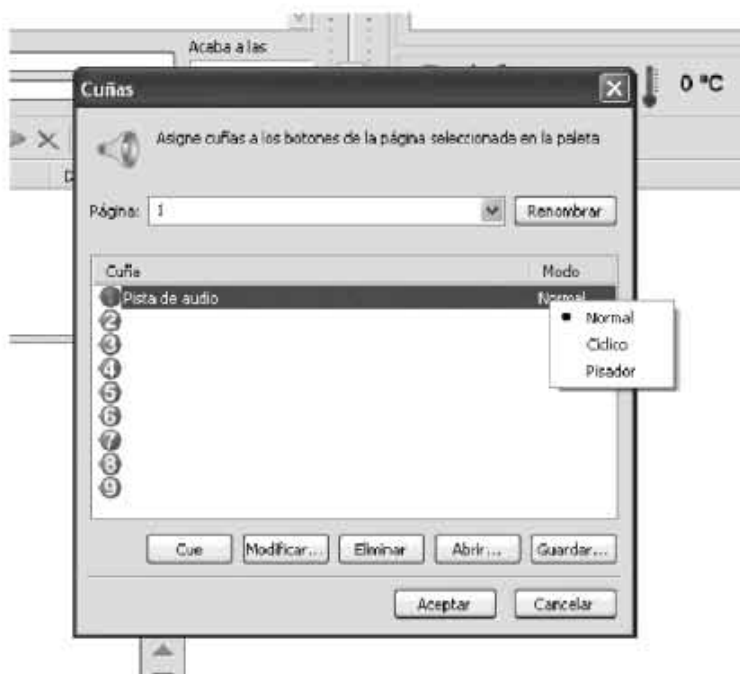 Acaba a las
Cuñas
0 ºC
Asigne cuñas a los botones de la página seleccionada en la paleta
Página: 1 Renombrar
Cuña Modo
1 Pista de audio Normal
2
3
4
5
6
7
8
9
Normal
Cíclico
Pisador
Cue Modificar... Eliminar Abrir... Guardar...
Aceptar Cancelar